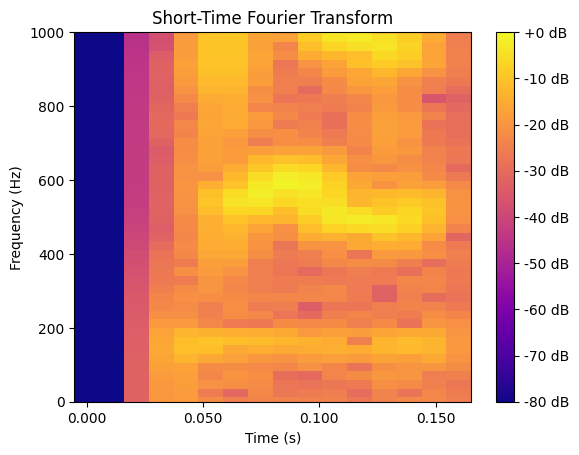 Short-Time Fourier Transform
1000
800
600
400
200
0
Frequency (Hz)
0.000
0.050
0.100
0.150
Time (s)
+0 dB
-10 dB
-20 dB
-30 dB
-40 dB
-50 dB
-60 dB
-70 dB
-80 dB